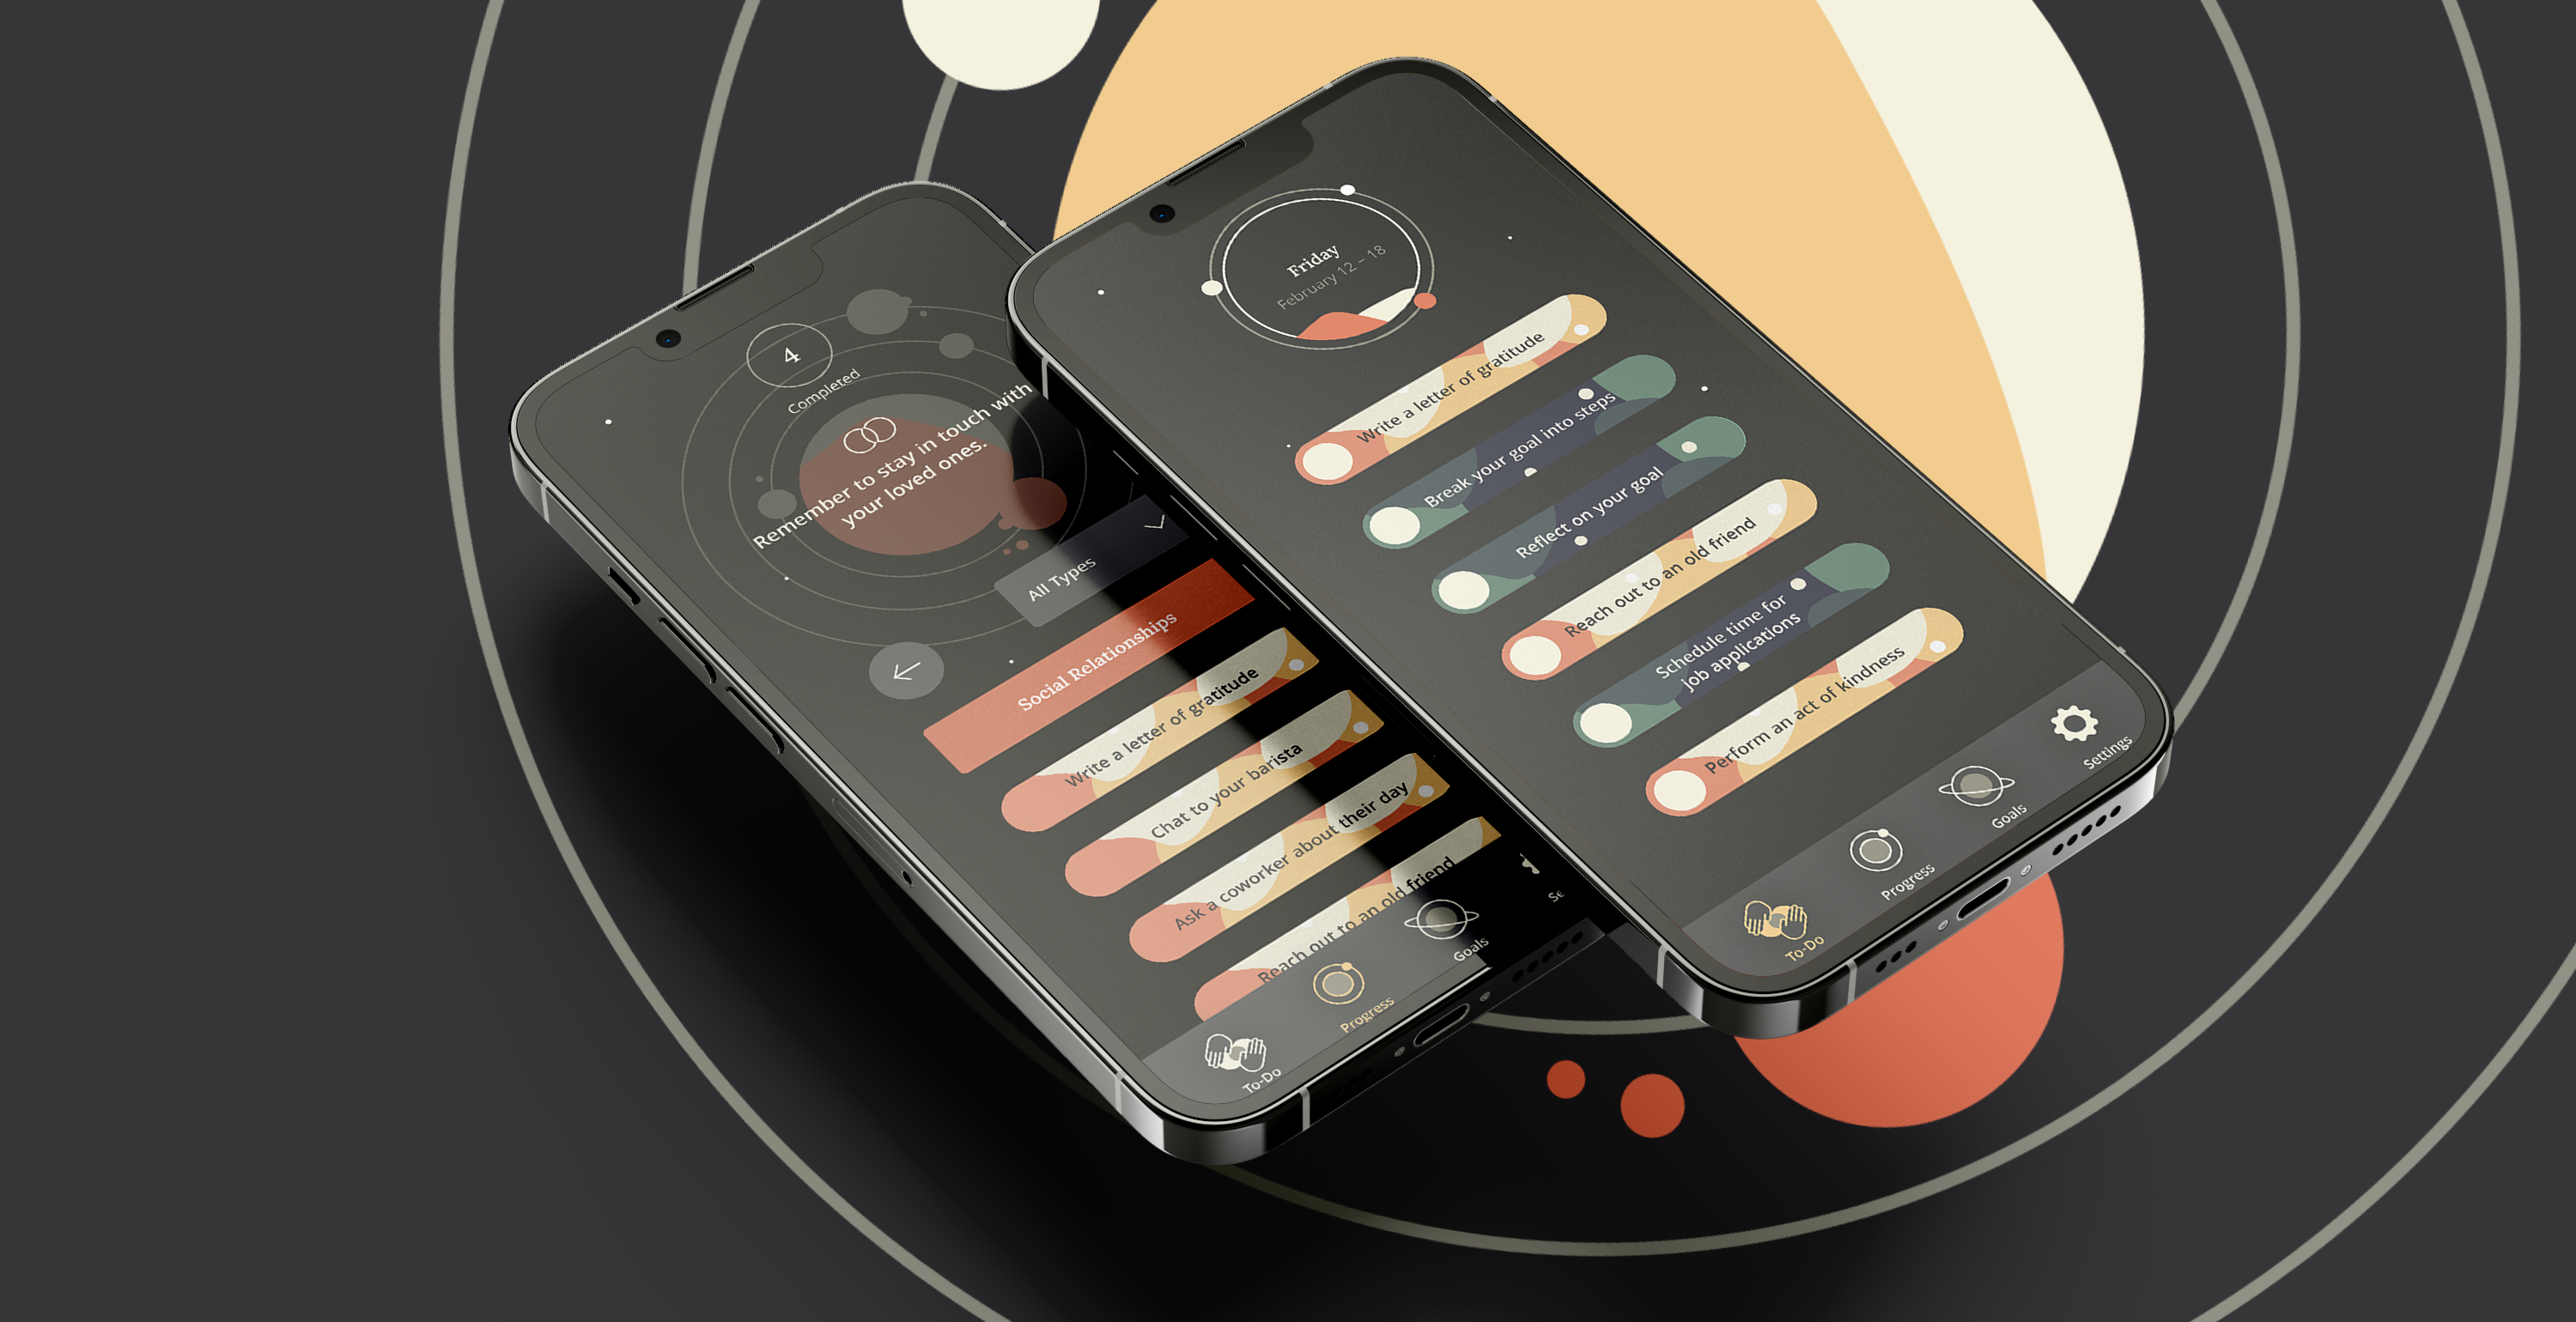 4
Completed
Remember to stay in touch with
your loved ones.
All Types
Social Relationships
Write a letter of gratitude
Chat to your barista
Ask a coworker about their day
Reach out to an old friend
To-Do
Progress
Goals
Friday
February 12 – 18
Write a letter of gratitude
Break your goal into steps
Reflect on your goal
Reach out to an old friend
Schedule time for
job applications
Perform an act of kindness
To-Do
Progress
Goals
Settings